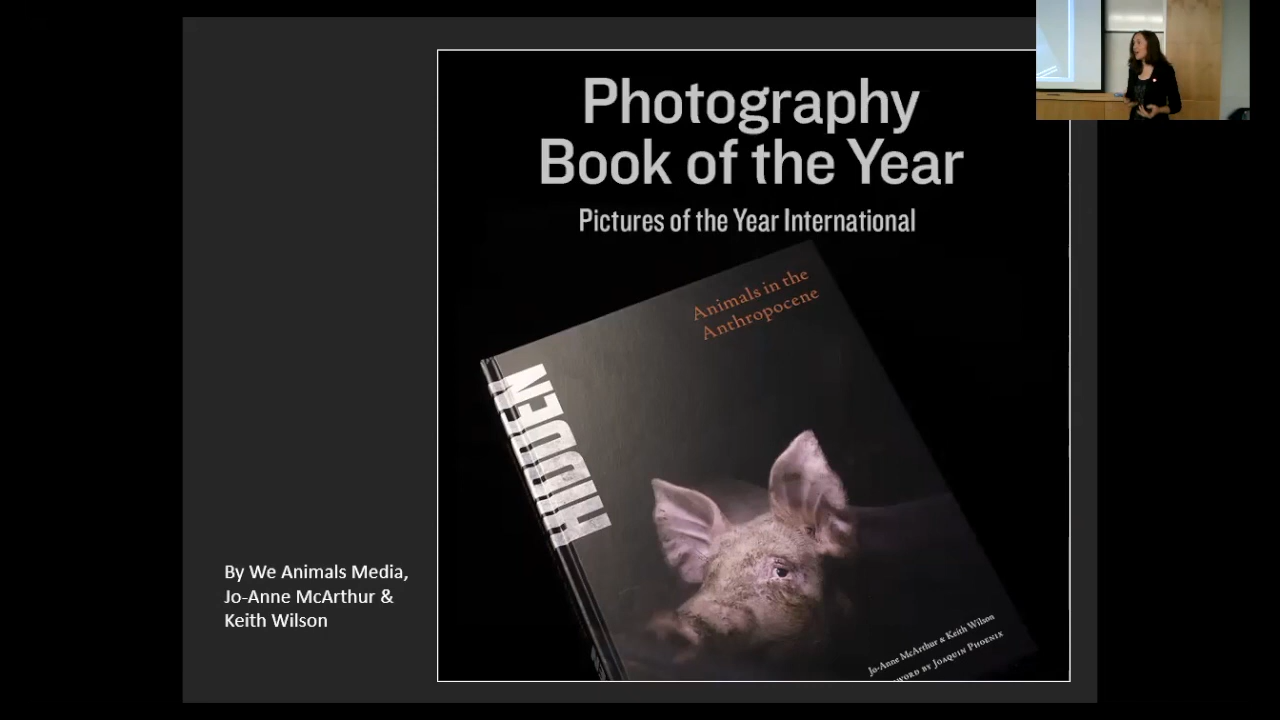 Photography
Book of the Year
Pictures of the Year International
Animals in the
Anthropocene
HIDDEN
By We Animals Media,
Jo-Anne McArthur &
Keith Wilson
Jo-Anne McArthur & Keith Wilson
BY JOAQUIN PHOENIX